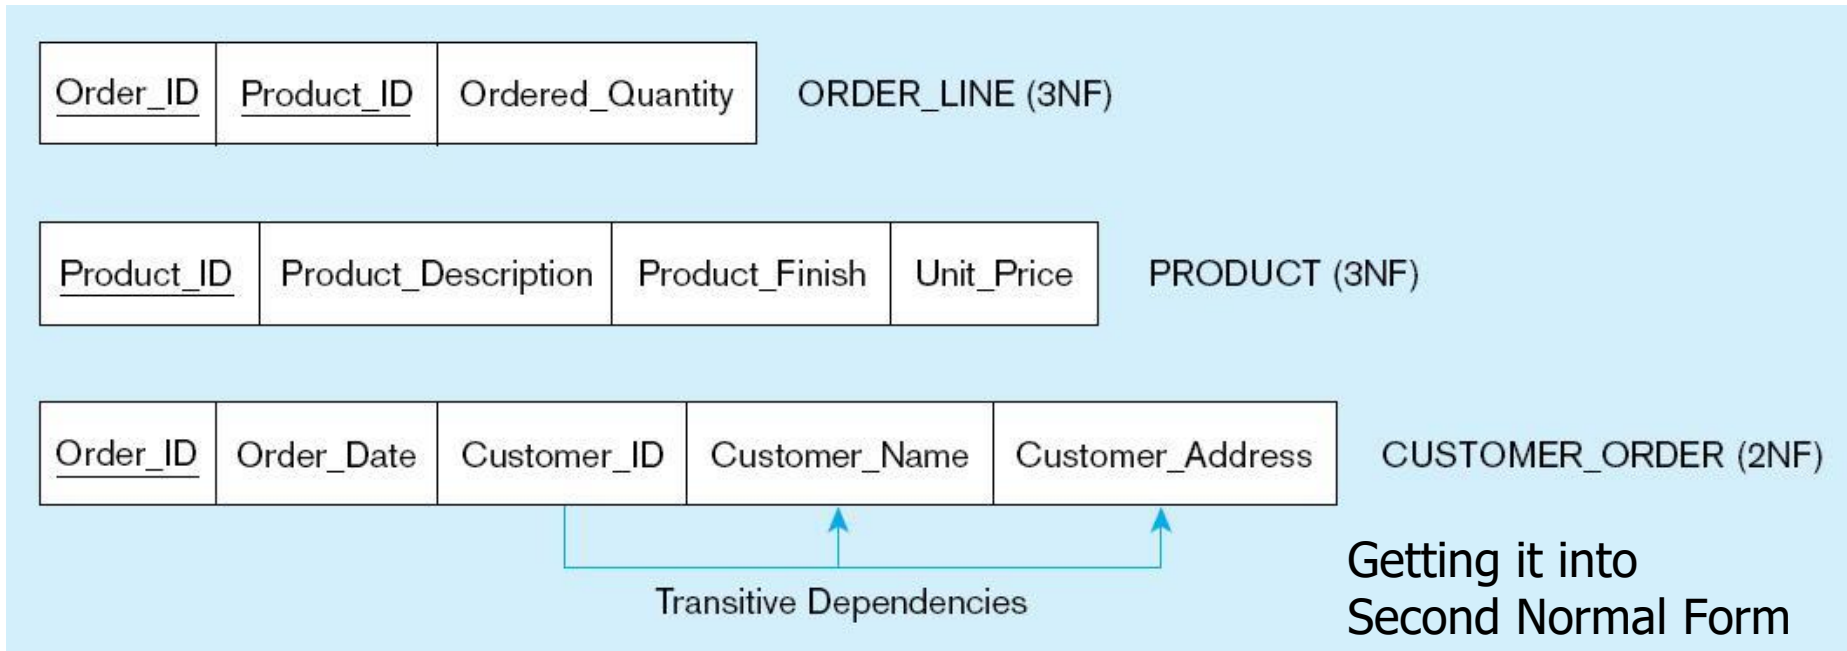 Order_ID Product_ID Ordered_Quantity ORDER_LINE (3NF)
Product_ID Product_Description Product_Finish Unit_Price PRODUCT (3NF)
Order_ID Order_Date Customer_ID Customer_Name Customer_Address CUSTOMER_ORDER (2NF)
Transitive Dependencies
Getting it into
Second Normal Form